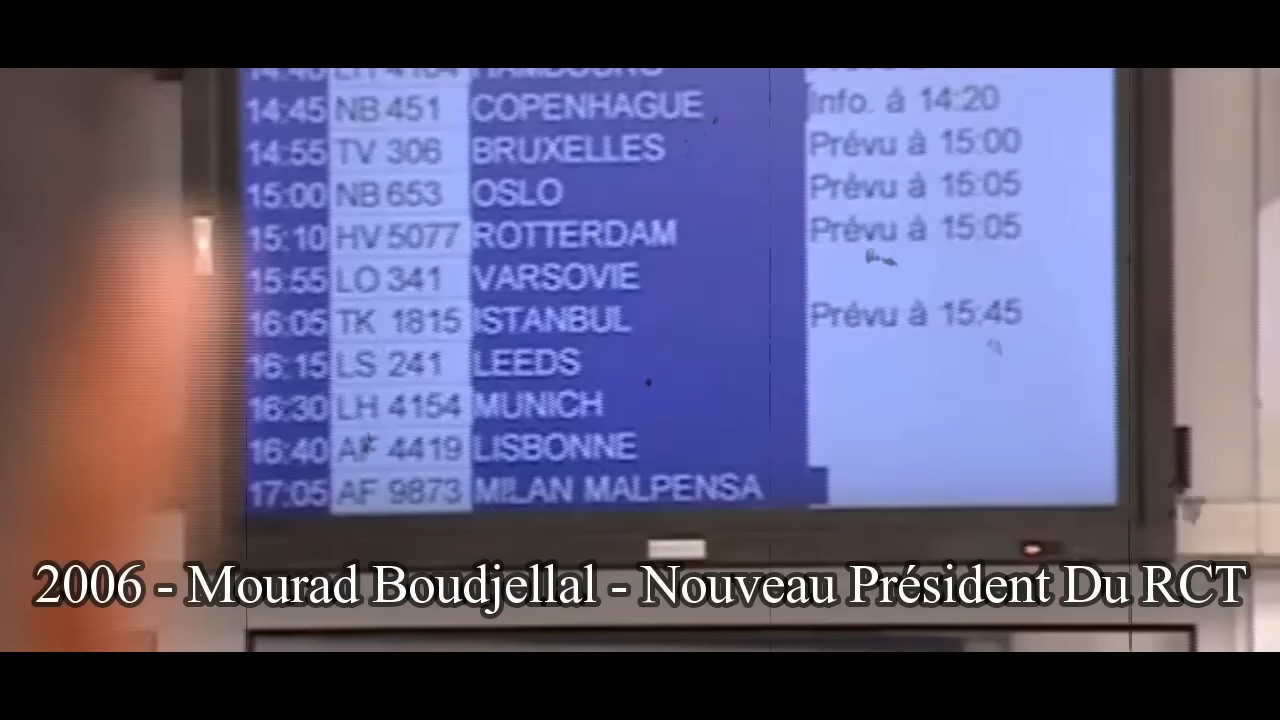 14:45 NB 451 COPENHAGUE Info. à 14:20
14:55 TV 306 BRUXELLES Prévu à 15:00
15:00 NB 653 OSLO Prévu à 15:05
15:10 HV 5077 ROTTERDAM Prévu à 15:05
15:55 LO 341 VARSOVIE
16:05 TK 1815 ISTANBUL Prévu à 15:45
16:15 LS 241 LEEDS
16:30 LH 4154 MUNICH
16:40 AF 4419 LISBONNE
17:05 AF 9873 MILAN MALPENSA
2006 - Mourad Boudjellal - Nouveau Président Du RCT